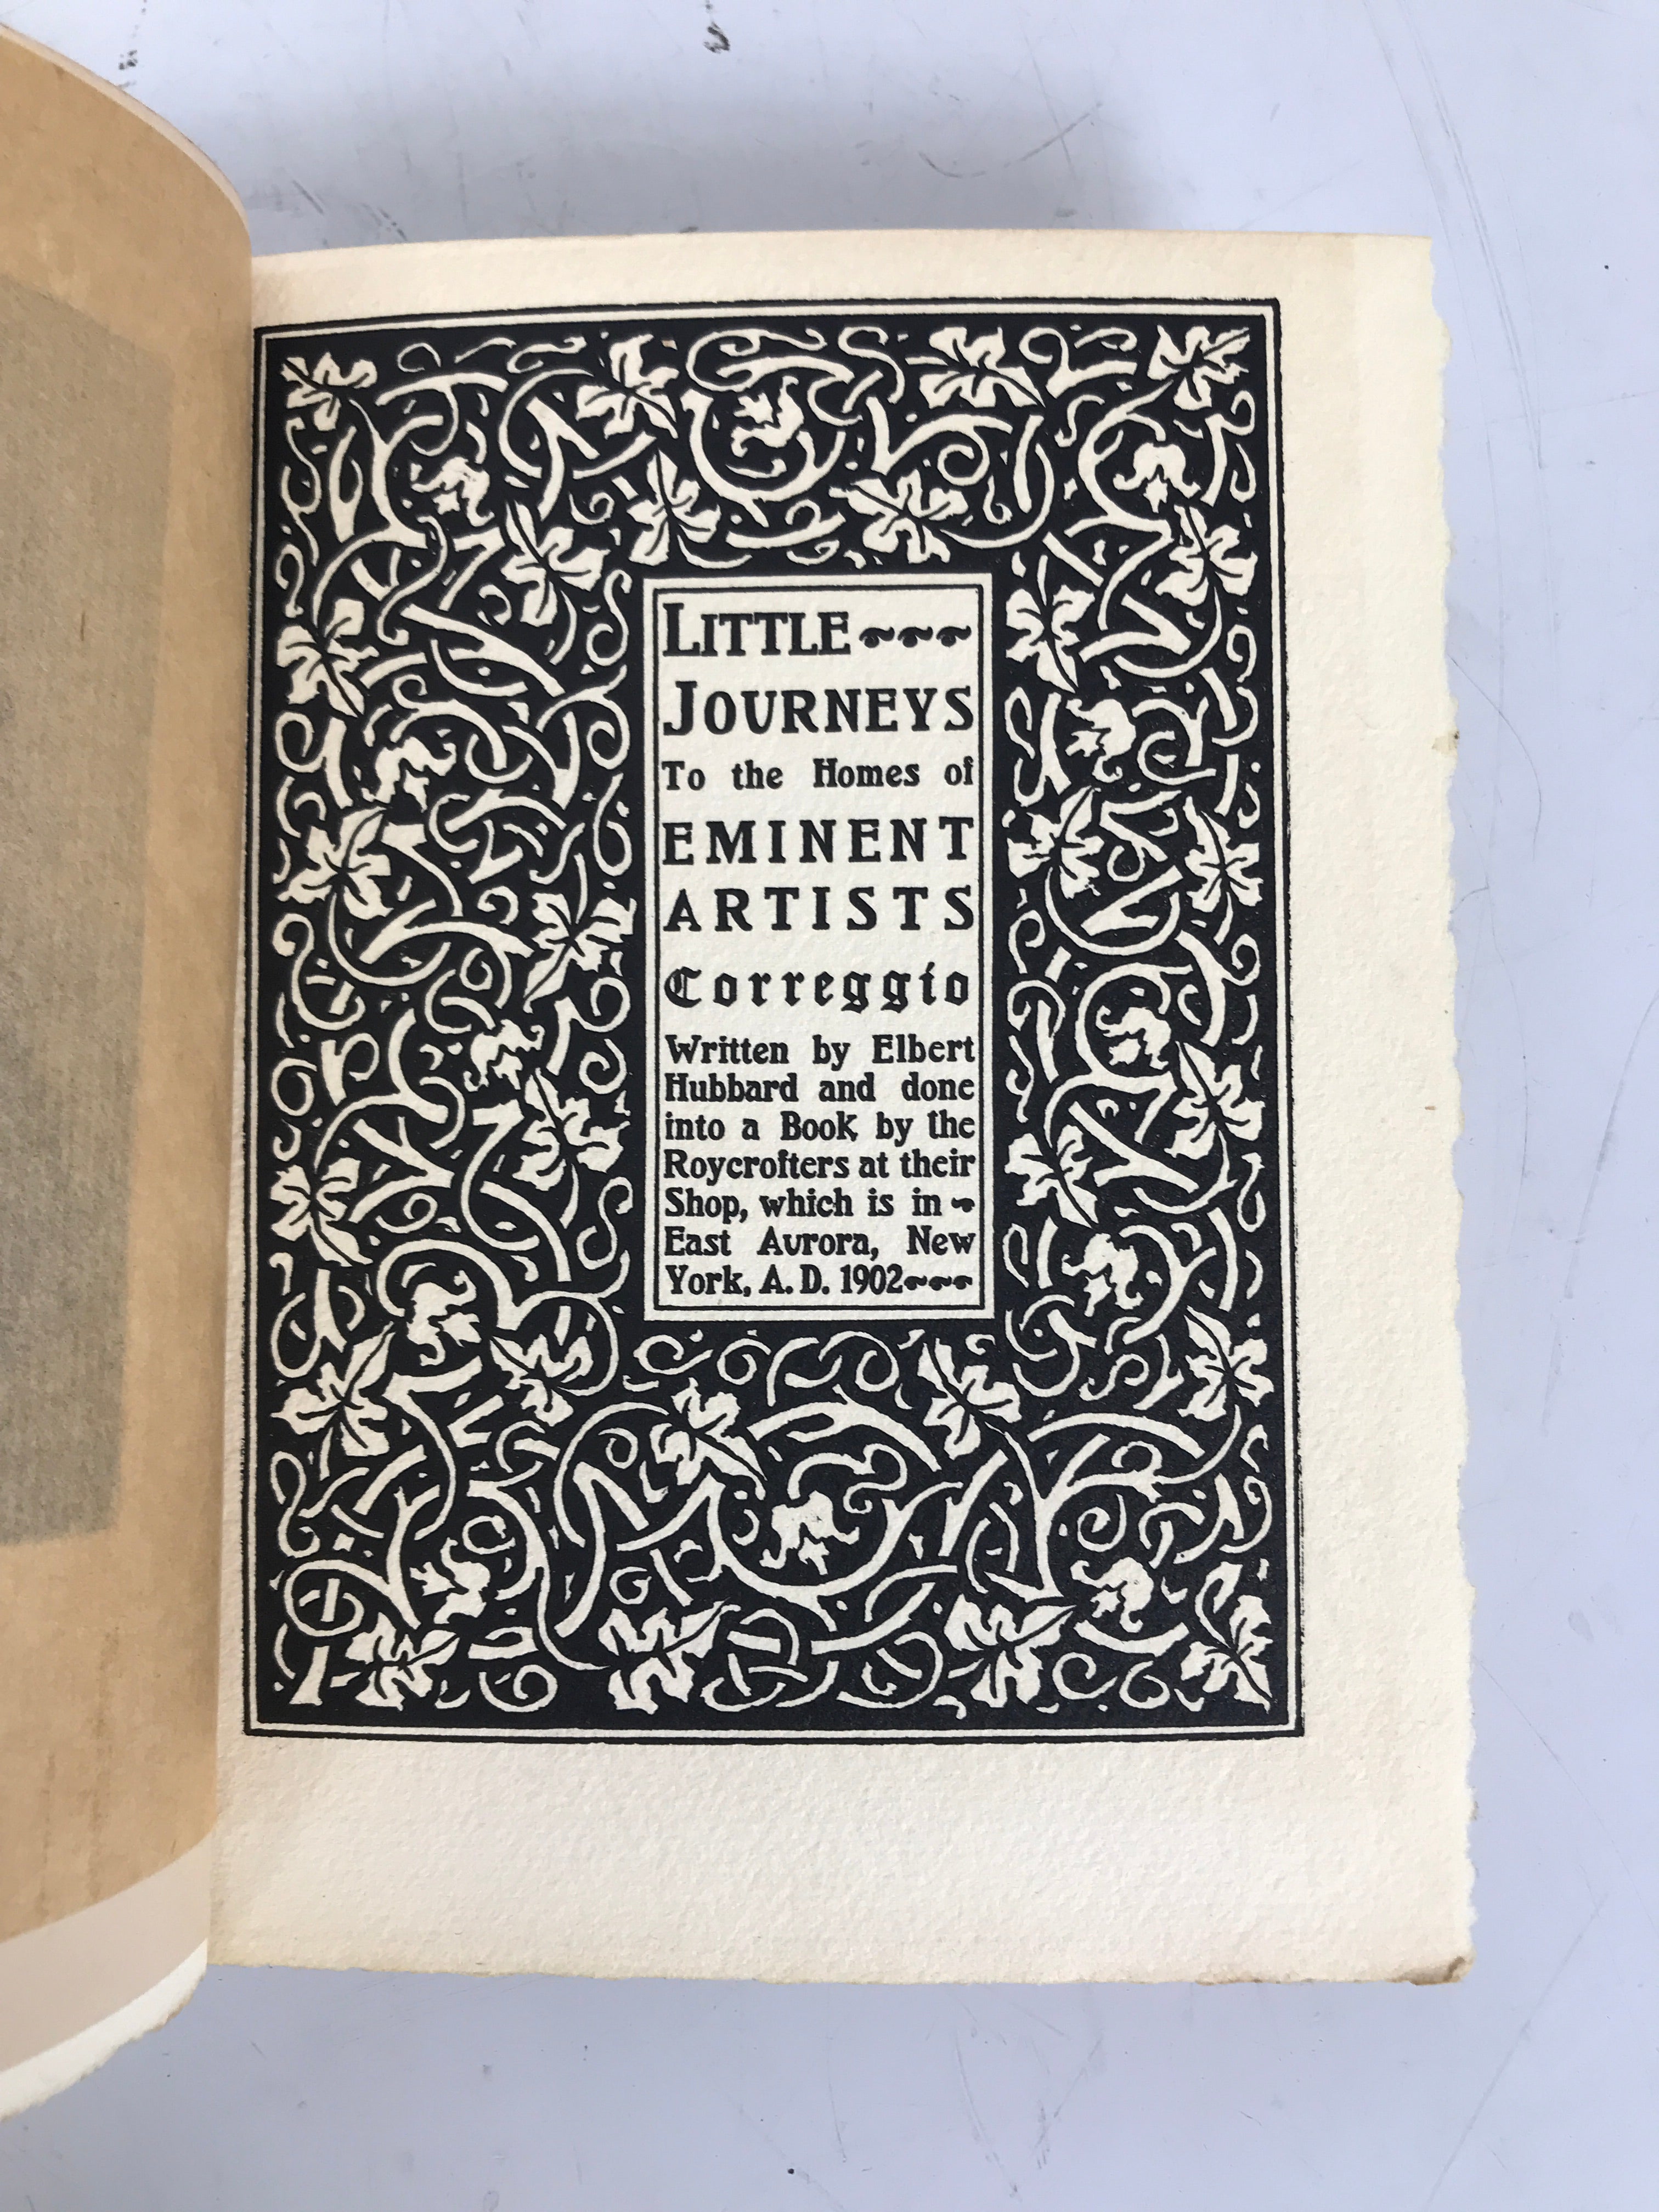 LITTLE
JOURNEYS
To the Homes of
EMINENT
ARTISTS
Correggio
Written by Elbert
Hubbard and done
into a Book by the
Roycrofters at their
Shop, which is in
East Aurora, New
York, A. D. 1902